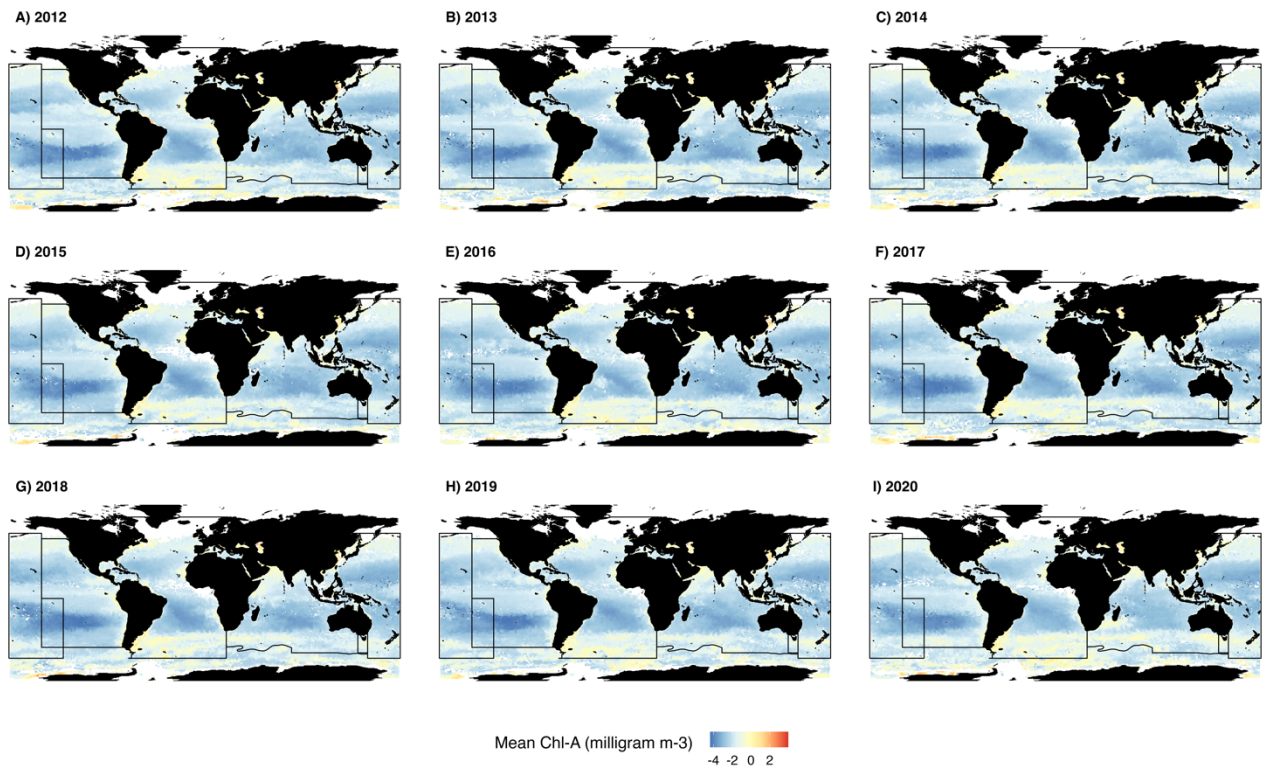 A) 2012
B) 2013
C) 2014
D) 2015
E) 2016
F) 2017
G) 2018
H) 2019
I) 2020
Mean Chl-A (milligram m-3)
-4 -2 0 2